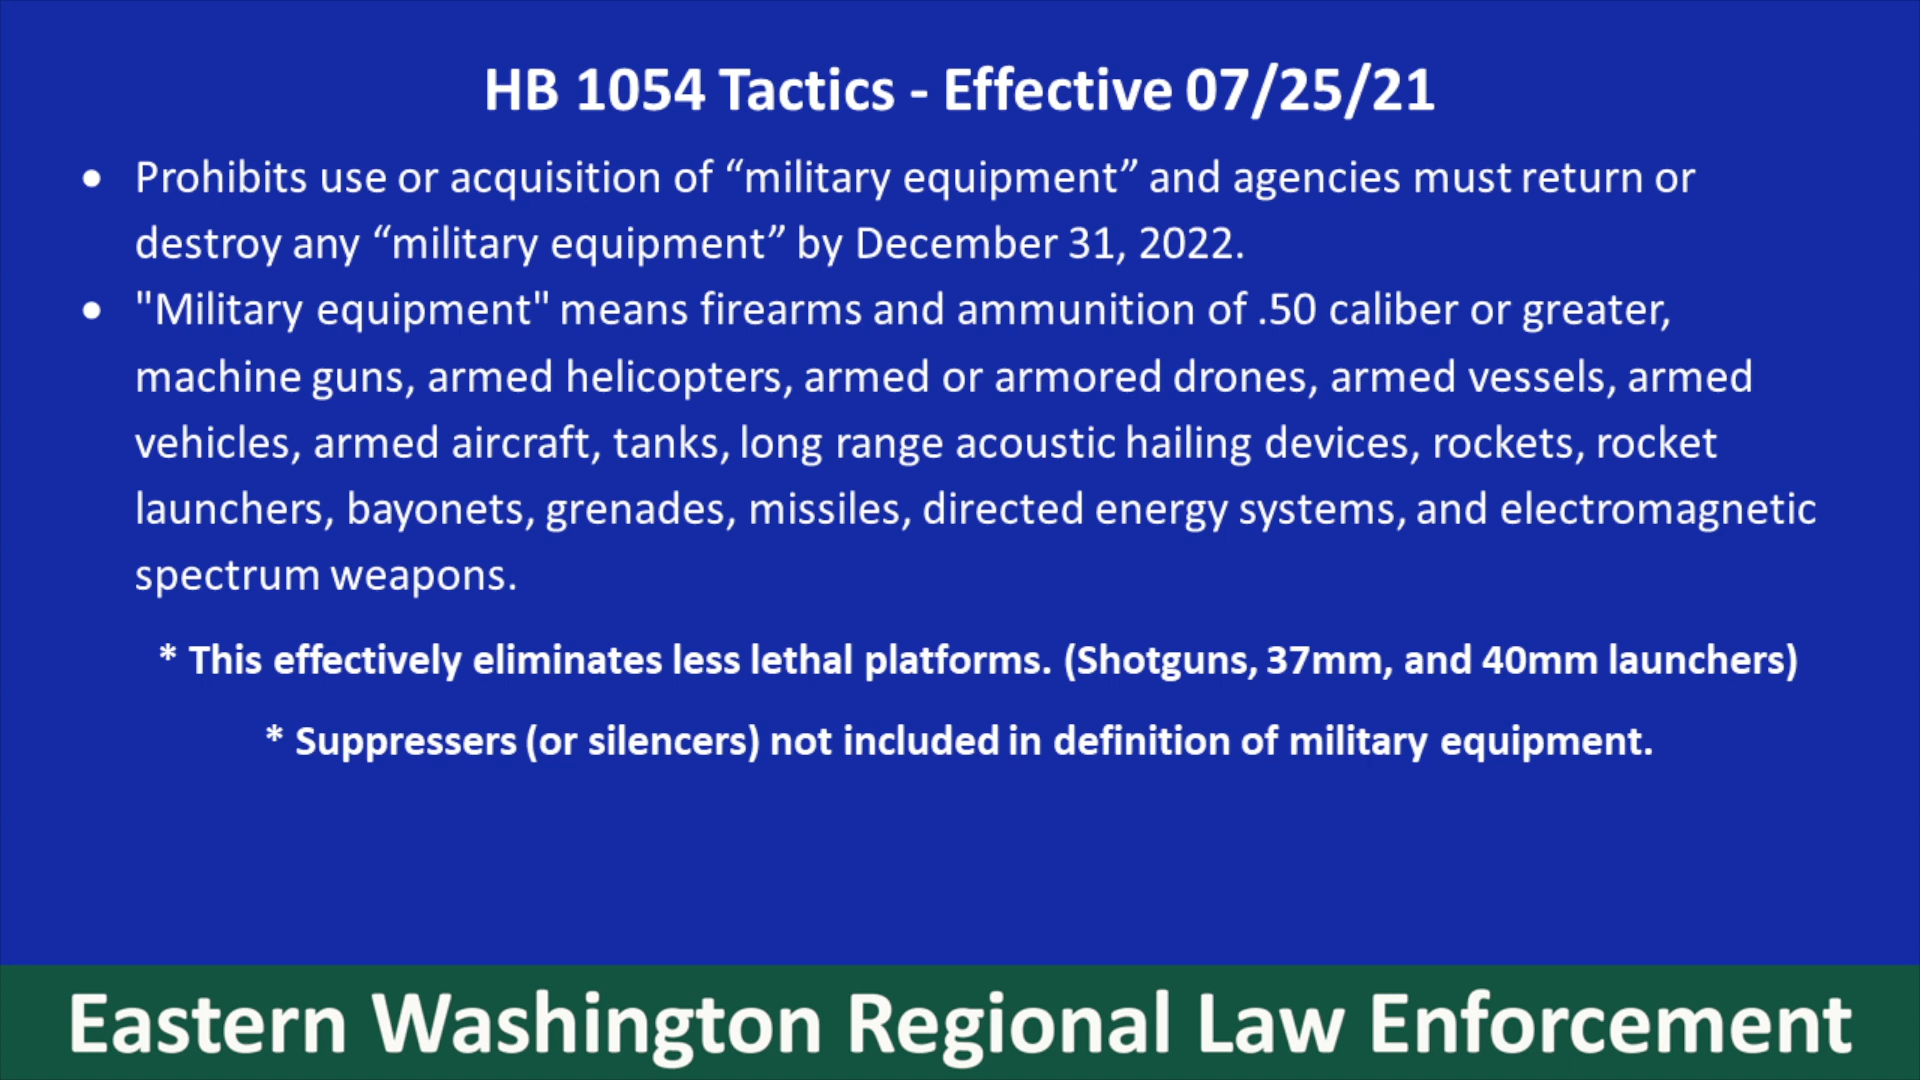 HB 1054 Tactics - Effective 07/25/21
• Prohibits use or acquisition of “military equipment” and agencies must return or
destroy any “military equipment” by December 31, 2022.
• "Military equipment" means firearms and ammunition of .50 caliber or greater,
machine guns, armed helicopters, armed or armored drones, armed vessels, armed
vehicles, armed aircraft, tanks, long range acoustic hailing devices, rockets, rocket
launchers, bayonets, grenades, missiles, directed energy systems, and electromagnetic
spectrum weapons.
* This effectively eliminates less lethal platforms. (Shotguns, 37mm, and 40mm launchers)
* Suppressers (or silencers) not included in definition of military equipment.
Eastern Washington Regional Law Enforcement